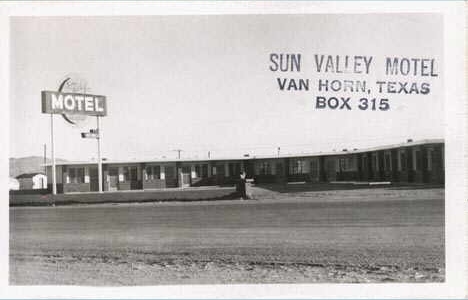 SUN VALLEY MOTEL
VAN HORN, TEXAS
BOX 315
MOTEL